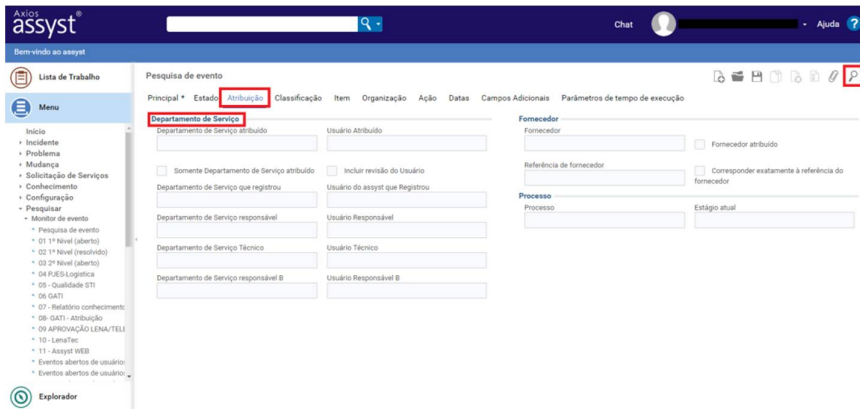 Axios
assyst®
Chat
Ajuda ?
Bem-vindo ao assyst
Lista de Trabalho
Menu
Início
Incidente
Problema
Mudança
Solicitação de Serviços
Conhecimento
Configuração
Pesquisar
Monitor de evento
Pesquisa de evento
01 1º Nivel (aberto)
02 1º Nivel (resolvido)
03 2º Nivel (aberto)
04 PJES-Logistica
05 - Qualidade STI
06 GATI
07 - Relatório conhecimento
08- GATI - Atribuição
09 APROVAÇÃO LENA/TELE
10 - LenaTec
11 - Assyst WEB
Eventos abertos de usuários
Eventos abertos de usuários
Explorador
Pesquisa de evento
Principal * Estado Atribuição Classificação Item Organização Ação Datas Campos Adicionais Parâmetros de tempo de execução
Departamento de Serviço
Departamento de Serviço atribuído Usuário Atribuído
Somente Departamento de Serviço atribuído Incluir revisão do Usuário
Departamento de Serviço que registrou Usuário do assyst que Registrou
Departamento de Serviço responsável Usuário Responsável
Departamento de Serviço Técnico Usuário Técnico
Departamento de Serviço responsável B Usuário Responsável B
Fornecedor
Fornecedor
Fornecedor atribuído
Referência de fornecedor
Corresponder exatamente à referência do
fornecedor
Processo
Processo Estágio atual